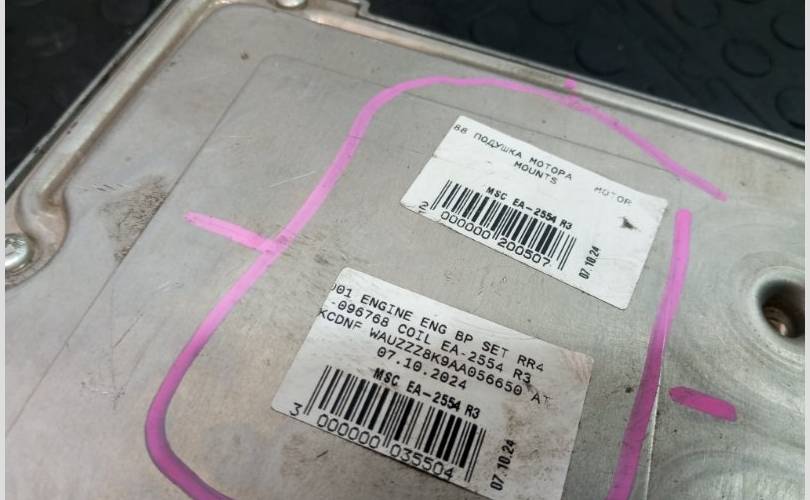 88 ПОДУШКА МОТОРА MOTOR
MOUNTS
MSC EA-2554 R3
2 000000 200507
07.10.24
001 ENGINE ENG BP SET RR4
-096768 COIL EA-2554 R3
KCDNF WAUZZZ8K9AA056650 AT
07.10.2024
MSC EA-2554 R3
3 000000 035504
07.10.24